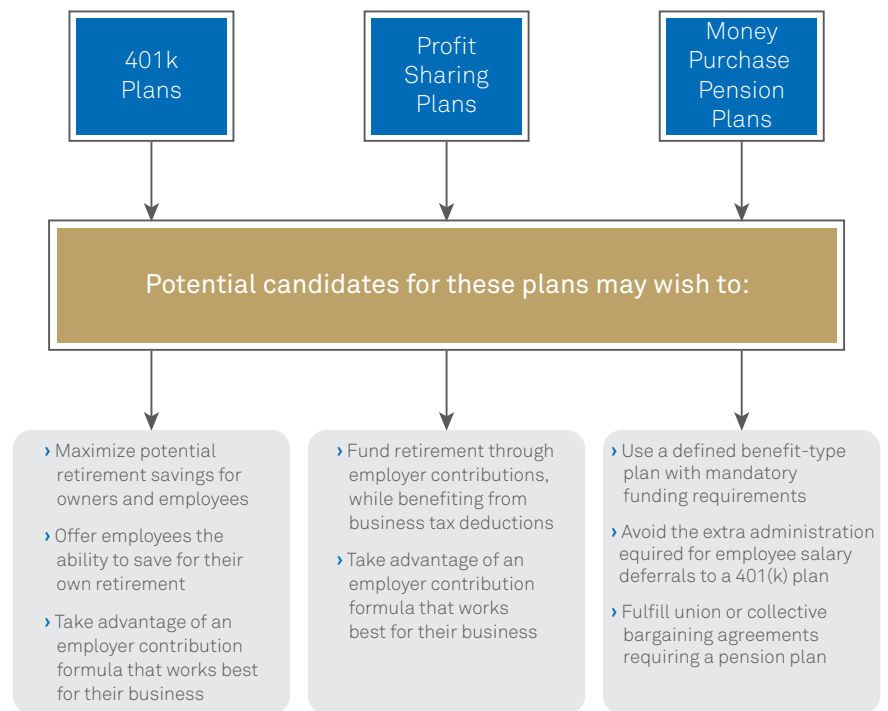 401k
Plans
Profit
Sharing
Plans
Money
Purchase
Pension
Plans
Potential candidates for these plans may wish to:
› Maximize potential
retirement savings for
owners and employees
› Offer employees the
ability to save for their
own retirement
› Take advantage of an
employer contribution
formula that works best
for their business
› Fund retirement through
employer contributions,
while benefiting from
business tax deductions
› Take advantage of an
employer contribution
formula that works
best for their business
› Use a defined benefit-type
plan with mandatory
funding requirements
› Avoid the extra administration
equired for employee salary
deferrals to a 401(k) plan
› Fulfill union or collective
bargaining agreements
requiring a pension plan